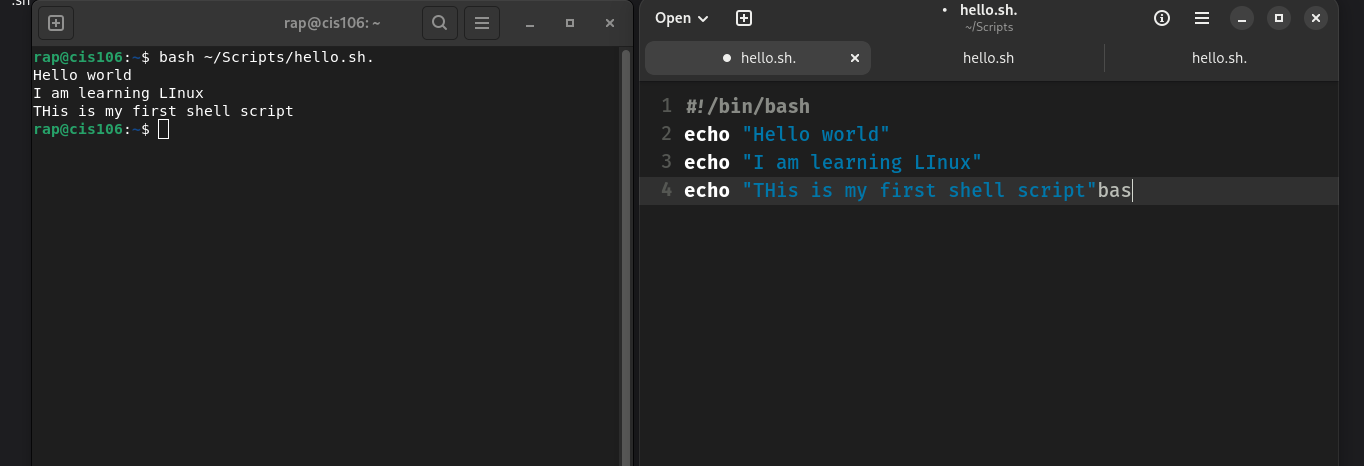 .sh
rap@cis106: ~
rap@cis106:~$ bash ~/Scripts/hello.sh.
Hello world
I am learning LInux
THis is my first shell script
rap@cis106:~$
Open
• hello.sh.
~/Scripts
● hello.sh.
hello.sh
hello.sh.
1 #!/bin/bash
2 echo "Hello world"
3 echo "I am learning LInux"
4 echo "THis is my first shell script"bas